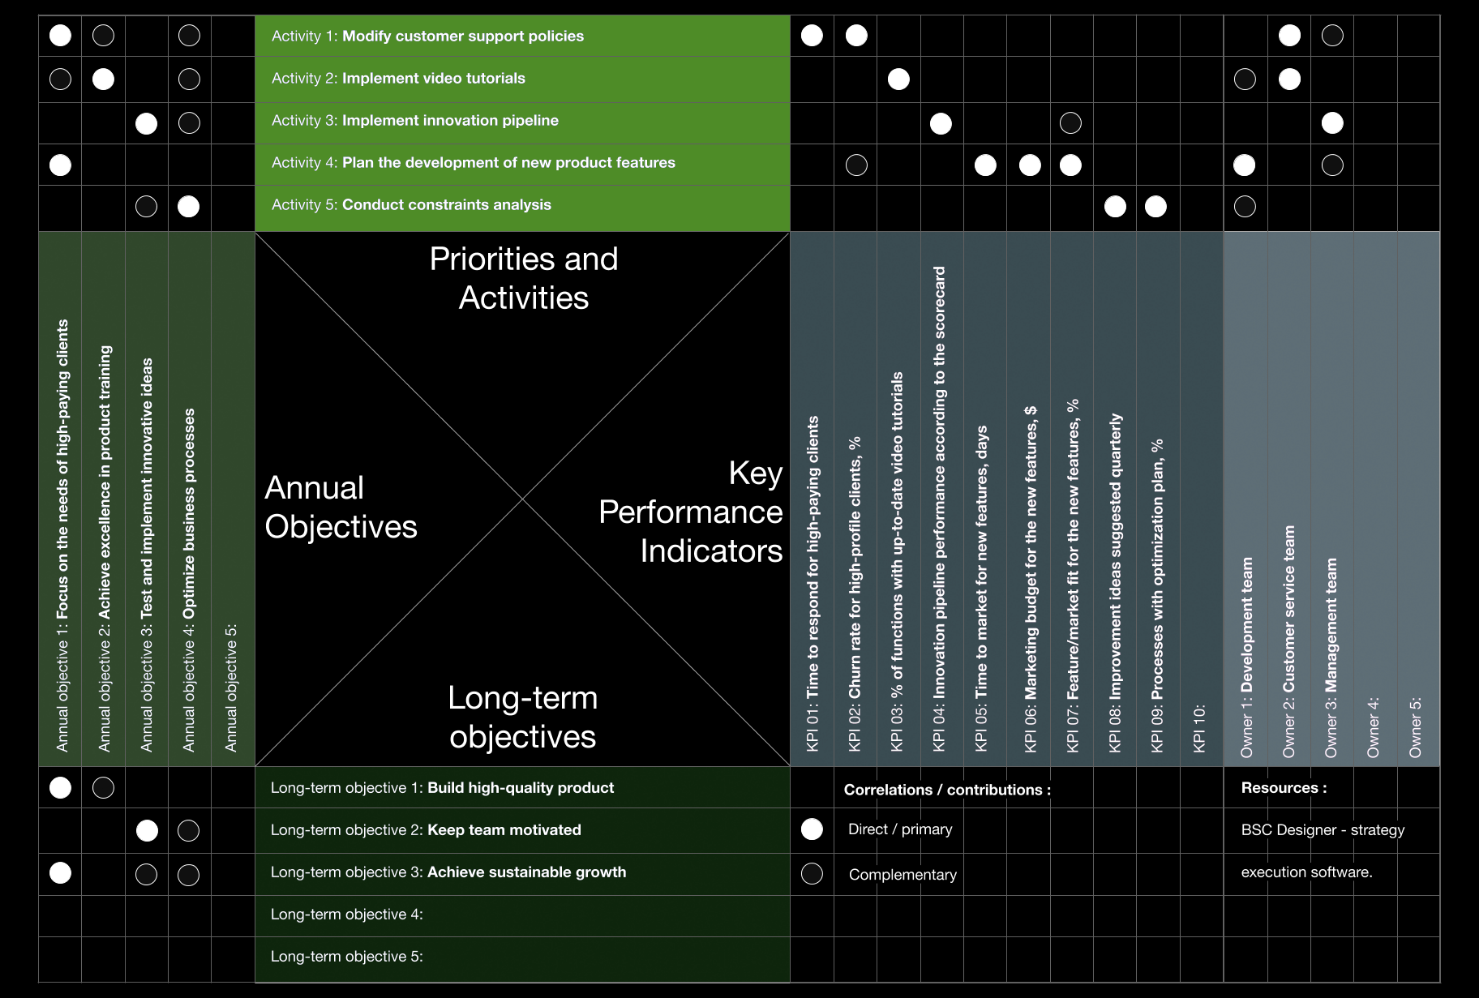 Activity 1: Modify customer support policies
Activity 2: Implement video tutorials
Activity 3: Implement innovation pipeline
Activity 4: Plan the development of new product features
Activity 5: Conduct constraints analysis
Annual objective 1: Focus on the needs of high-paying clients
Annual objective 2: Achieve excellence in product training
Annual objective 3: Test and implement innovative ideas
Annual objective 4: Optimize business processes
Annual objective 5:
Priorities and
Activities
Annual
Objectives
Key
Performance
Indicators
Long-term
objectives
KPI 01: Time to respond for high-paying clients
KPI 02: Churn rate for high-profile clients, %
KPI 03: % of functions with up-to-date video tutorials
KPI 04: Innovation pipeline performance according to the scorecard
KPI 05: Time to market for new features, days
KPI 06: Marketing budget for the new features, $
KPI 07: Feature/market fit for the new features, %
KPI 08: Improvement ideas suggested quarterly
KPI 09: Processes with optimization plan, %
KPI 10:
Owner 1: Development team
Owner 2: Customer service team
Owner 3: Management team
Owner 4:
Owner 5:
Long-term objective 1: Build high-quality product
Long-term objective 2: Keep team motivated
Long-term objective 3: Achieve sustainable growth
Long-term objective 4:
Long-term objective 5:
Correlations / contributions :
Direct / primary
Complementary
Resources :
BSC Designer - strategy
execution software.